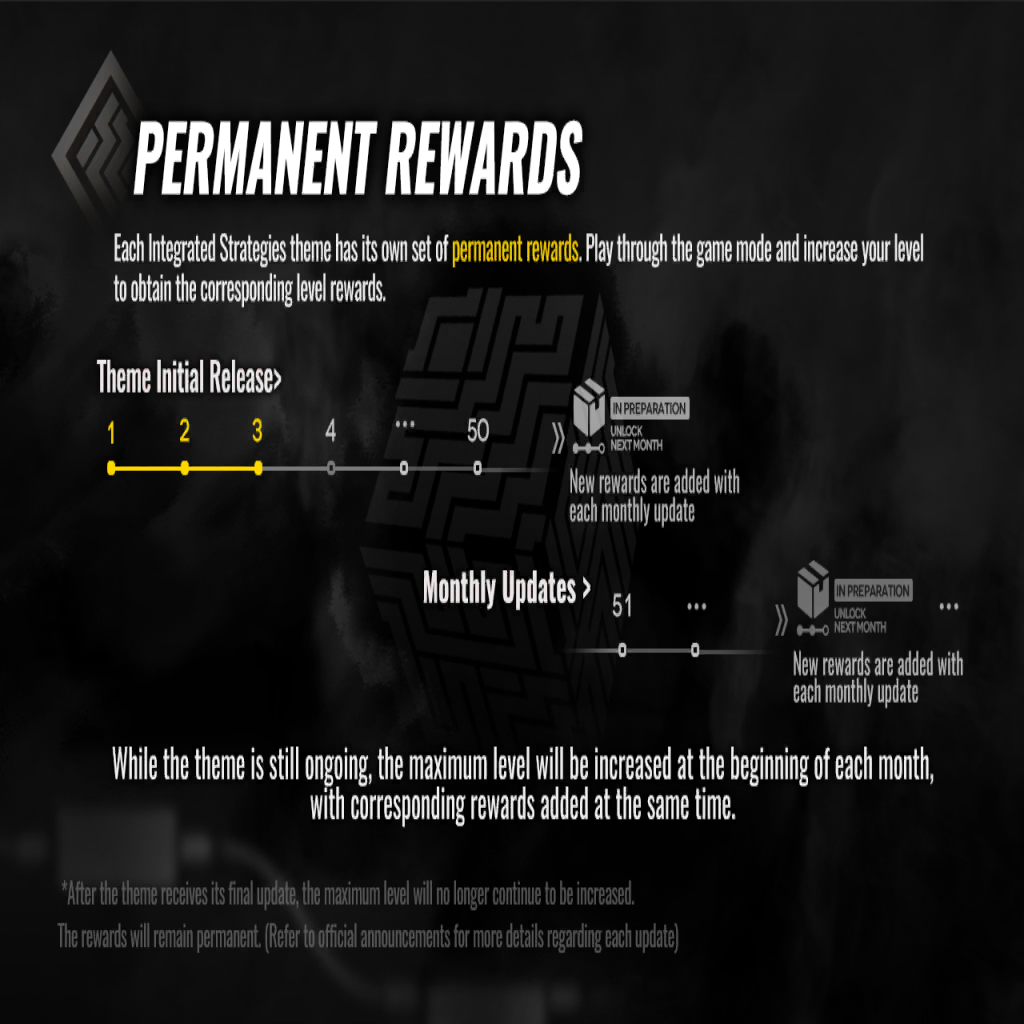 PERMANENT REWARDS
Each Integrated Strategies theme has its own set of permanent rewards. Play through the game mode and increase your level
to obtain the corresponding level rewards.
Theme Initial Release>
1 2 3 4 ... 50
IN PREPARATION
UNLOCK
NEXT MONTH
New rewards are added with
each monthly update
Monthly Updates >
51 ...
IN PREPARATION
UNLOCK
NEXT MONTH
...
New rewards are added with
each monthly update
While the theme is still ongoing, the maximum level will be increased at the beginning of each month,
with corresponding rewards added at the same time.
*After the theme receives its final update, the maximum level will no longer continue to be increased.
The rewards will remain permanent. (Refer to official announcements for more details regarding each update)